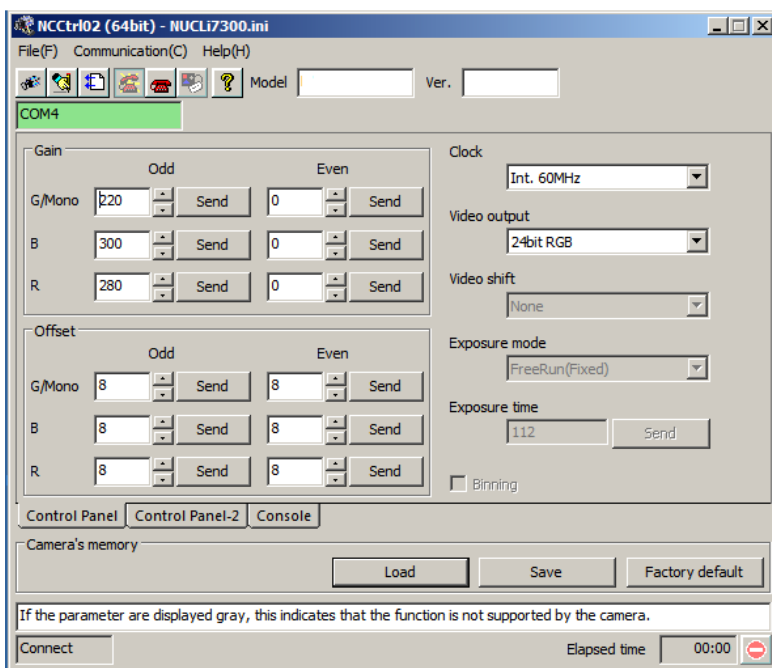 NCCtrl02 (64bit) - NUCLi7300.ini
File(F) Communication(C) Help(H)
Model Ver.
COM4
Gain
Odd Even
G/Mono 220 Send 0 Send
B 300 Send 0 Send
R 280 Send 0 Send
Offset
Odd Even
G/Mono 8 Send 8 Send
B 8 Send 8 Send
R 8 Send 8 Send
Clock
Int. 60MHz
Video output
24bit RGB
Video shift
None
Exposure mode
FreeRun(Fixed)
Exposure time
112 Send
Binning
Control Panel Control Panel-2 Console
Camera's memory
Load Save Factory default
If the parameter are displayed gray, this indicates that the function is not supported by the camera.
Connect Elapsed time 00:00